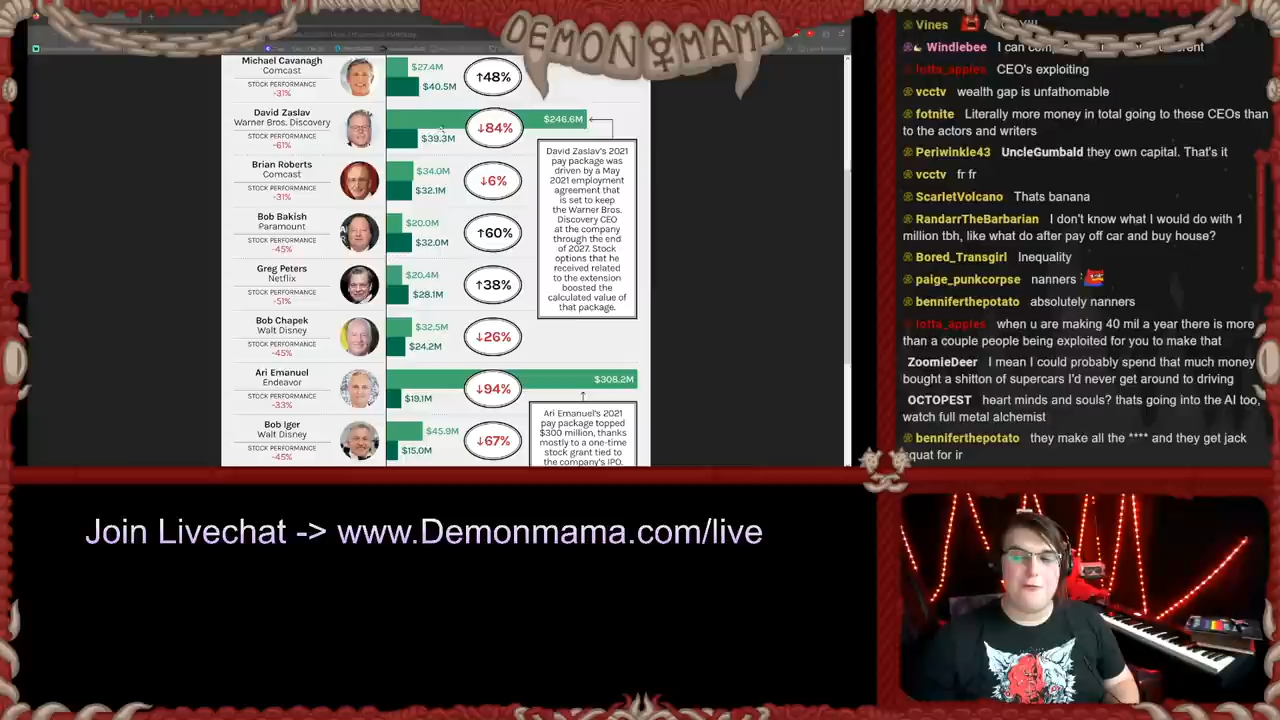 DEMON MAMA
Michael Cavanagh
Comcast
STOCK PERFORMANCE
-31%
$27.4M
$40.5M
↑48%
David Zaslav
Warner Bros. Discovery
STOCK PERFORMANCE
-61%
$246.6M
$39.3M
↓84%
David Zaslav's 2021
pay package was
driven by a May
2021 employment
agreement that
is set to keep
the Warner Bros.
Discovery CEO
at the company
through the end
of 2027. Stock
options that he
received related
to the extension
boosted the
calculated value of
that package.
Brian Roberts
Comcast
STOCK PERFORMANCE
-31%
$34.0M
$32.1M
↓6%
Bob Bakish
Paramount
STOCK PERFORMANCE
-45%
$20.0M
$32.0M
↑60%
Greg Peters
Netflix
STOCK PERFORMANCE
-51%
$20.4M
$28.1M
↑38%
Bob Chapek
Walt Disney
STOCK PERFORMANCE
-45%
$32.5M
$24.2M
↓26%
Ari Emanuel
Endeavor
STOCK PERFORMANCE
-33%
$308.2M
$19.1M
↓94%
Ari Emanuel's 2021
pay package topped
$300 million, thanks
mostly to a one-time
stock grant tied to
the company's IPO.
Bob Iger
Walt Disney
STOCK PERFORMANCE
-45%
$45.9M
$15.0M
↓67%
Vines
Windlebee I can
lotta_apples CEO's exploiting
vcctv wealth gap is unfathomable
fotnite Literally more money in total going to these CEOs than
to the actors and writers
Periwinkle43 UncleGumbald they own capital. That's it
vcctv fr fr
ScarletVolcano Thats banana
RandarrTheBarbarian I don't know what I would do with 1
million tbh, like what do after pay off car and buy house?
Bored_Transgirl Inequality
paige_punkcorpse nanners
benniferthepotato absolutely nanners
lotta_apples when u are making 40 mil a year there is more
than a couple people being exploited for you to make that
ZoomieDeer I mean I could probably spend that much money
bought a shitton of supercars I'd never get around to driving
OCTOPEST heart minds and souls? thats going into the AI too,
watch full metal alchemist
benniferthepotato they make all the **** and they get jack
squat for ir
Join Livechat -> www.Demonmama.com/live